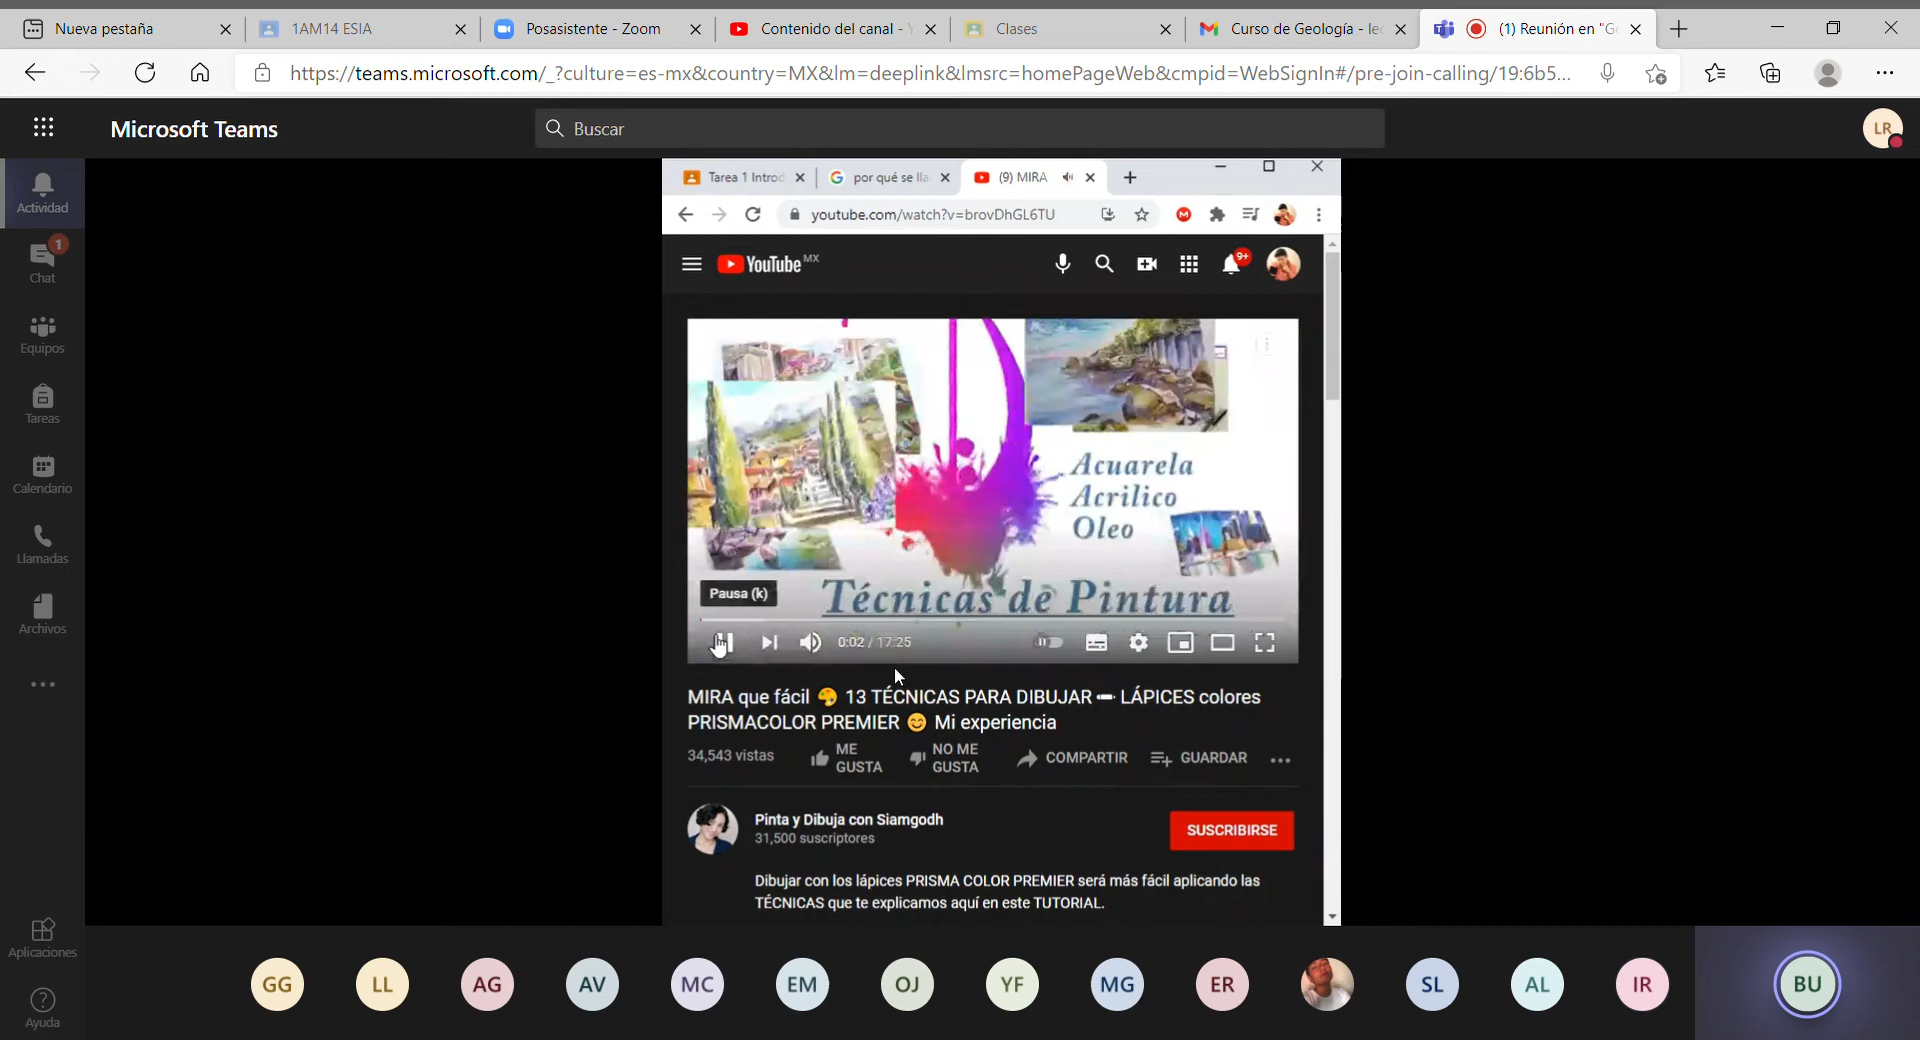 Nueva pestaña
1AM14 ESIA
Posasistente - Zoom
Contenido del canal -
Clases
Curso de Geología - lec
(1) Reunión en "Ge
https://teams.microsoft.com/_?culture=es-mx&country=MX&lm=deeplink&lmsrc=homePageWeb&cmpid=WebSignIn#/pre-join-calling/19:6b5...
Microsoft Teams
Buscar
LR
Actividad
1
Chat
Equipos
Tareas
Calendario
Llamadas
Archivos
Aplicaciones
Ayuda
Tarea 1 Introd
por qué se lla
(9) MIRA
youtube.com/watch?v=brovDhGL6TU
YouTube MX
9+
Acuarela
Acrilico
Oleo
Pausa (k)
Técnicas de Pintura
0:02 / 17:25
MIRA que fácil 🎨 13 TÉCNICAS PARA DIBUJAR ✏ LÁPICES colores
PRISMACOLOR PREMIER 😊 Mi experiencia
34,543 vistas
ME GUSTA
NO ME GUSTA
COMPARTIR
GUARDAR
Pinta y Dibuja con Siamgodh
31,500 suscriptores
SUSCRIBIRSE
Dibujar con los lápices PRISMA COLOR PREMIER será más fácil aplicando las
TÉCNICAS que te explicamos aquí en este TUTORIAL.
GG
LL
AG
AV
MC
EM
OJ
YF
MG
ER
SL
AL
IR
BU